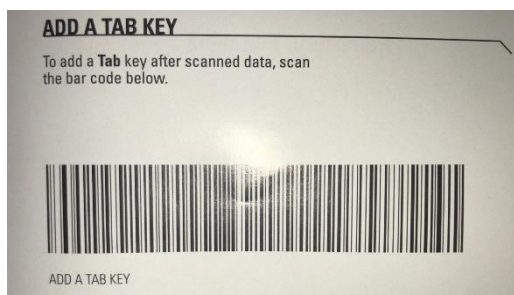 ADD A TAB KEY
To add a Tab key after scanned data, scan
the bar code below.
ADD A TAB KEY